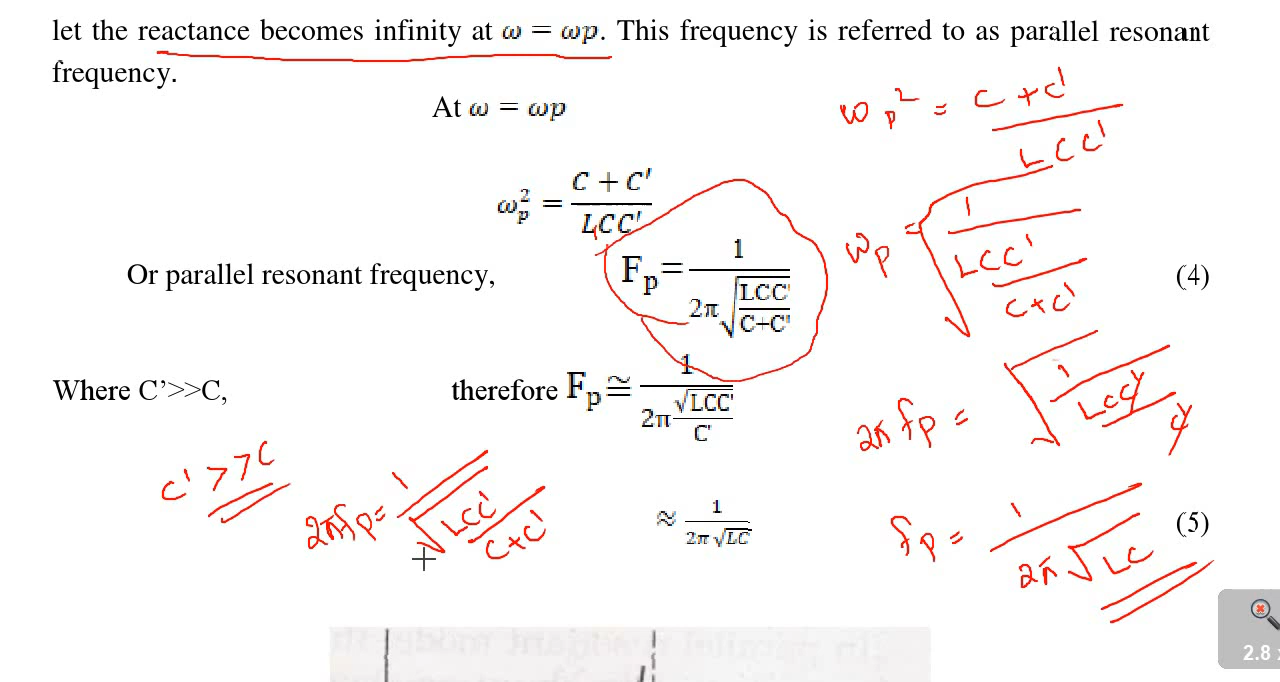 let the reactance becomes infinity at ω = ωp. This frequency is referred to as parallel resonant
frequency.
At ω = ωp
ωp² = C + C' / LCC'
ωp² = C + C' / LCC'
Or parallel resonant frequency, Fp = 1 / 2π√(LCC' / C+C') (4)
ωp = √(1 / (LCC' / C+C'))
Where C’>>C, therefore Fp ≅ 1 / 2π (√LCC' / C')
2π fp = √(1 / (LCC' / C'))
C' >> C
2πfp = 1 / √(LCC' / C+C')
≈ 1 / 2π √LC (5)
fp = 1 / 2π √LC
2.8